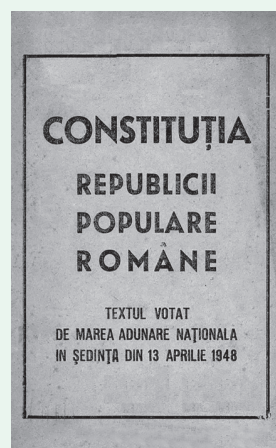 CONSTITUȚIA
REPUBLICII
POPULARE
ROMÂNE
TEXTUL VOTAT
DE MAREA ADUNARE NAȚIONALA
IN ȘEDINȚA DIN 13 APRILIE 1948